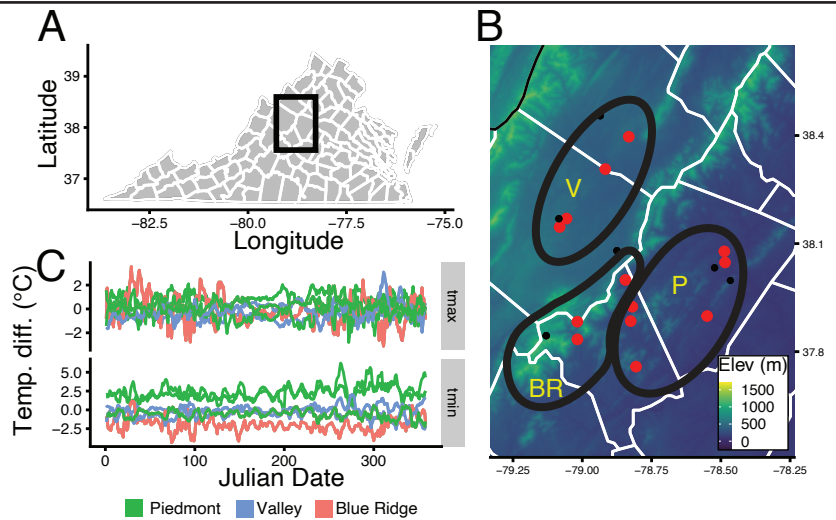 A
Latitude
39
38
37
−82.5
−80.0
−77.5
−75.0
Longitude
B
V
P
BR
38.4
38.1
37.8
Elev (m)
1500
1000
500
0
−79.25
−79.00
−78.75
−78.50
−78.25
C
Temp. diff. (°C)
2
0
−2
tmax
5.0
2.5
0.0
−2.5
tmin
0
100
200
300
Julian Date
Piedmont
Valley
Blue Ridge